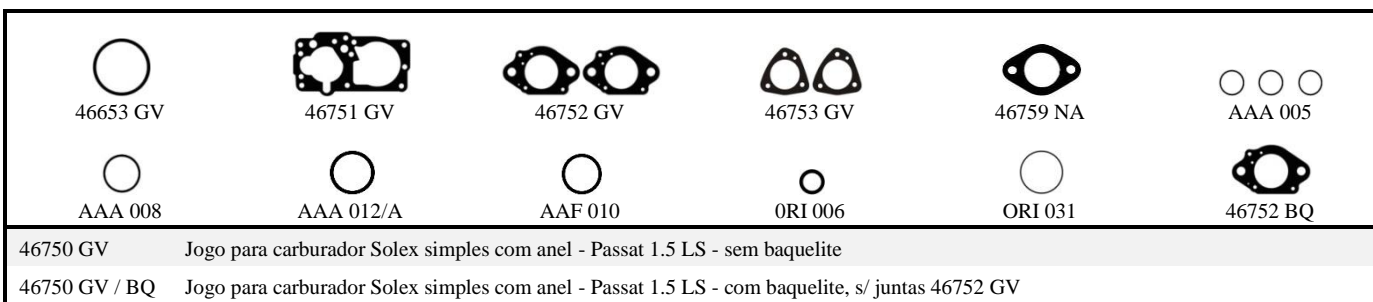 46653 GV 46751 GV 46752 GV 46753 GV 46759 NA AAA 005
AAA 008 AAA 012/A AAF 010 0RI 006 ORI 031 46752 BQ
46750 GV Jogo para carburador Solex simples com anel - Passat 1.5 LS - sem baquelite
46750 GV / BQ Jogo para carburador Solex simples com anel - Passat 1.5 LS - com baquelite, s/ juntas 46752 GV